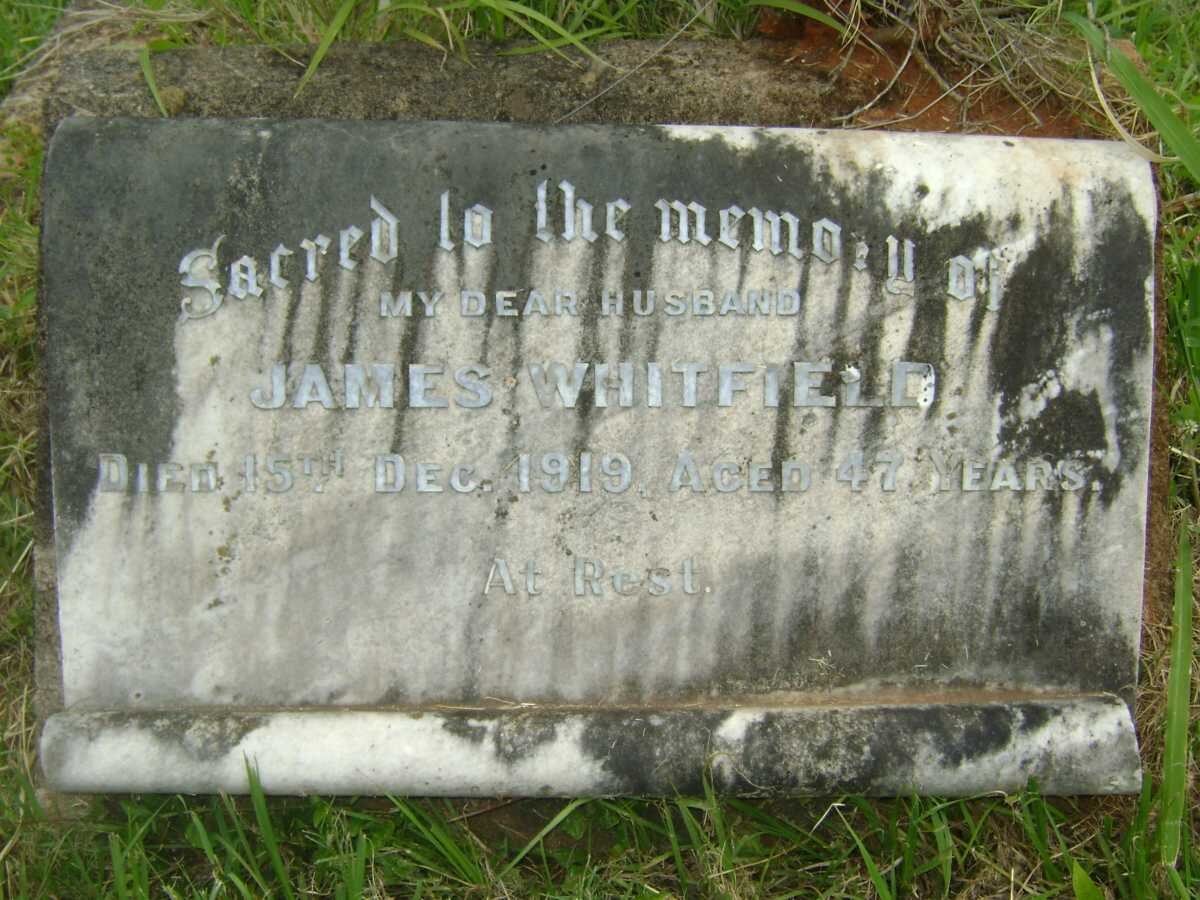 Sacred to the memory of
MY DEAR HUSBAND
JAMES WHITFIELD
DIED 15TH DEC. 1919, AGED 47 YEARS.
At Rest.